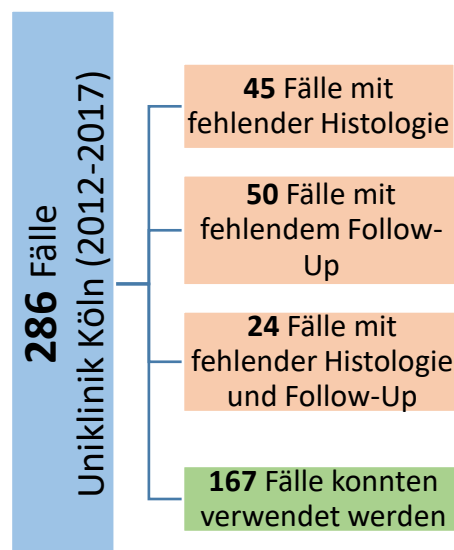 286 Fälle
Uniklinik Köln (2012-2017)
45 Fälle mit
fehlender Histologie
50 Fälle mit
fehlendem Follow-
Up
24 Fälle mit
fehlender Histologie
und Follow-Up
167 Fälle konnten
verwendet werden